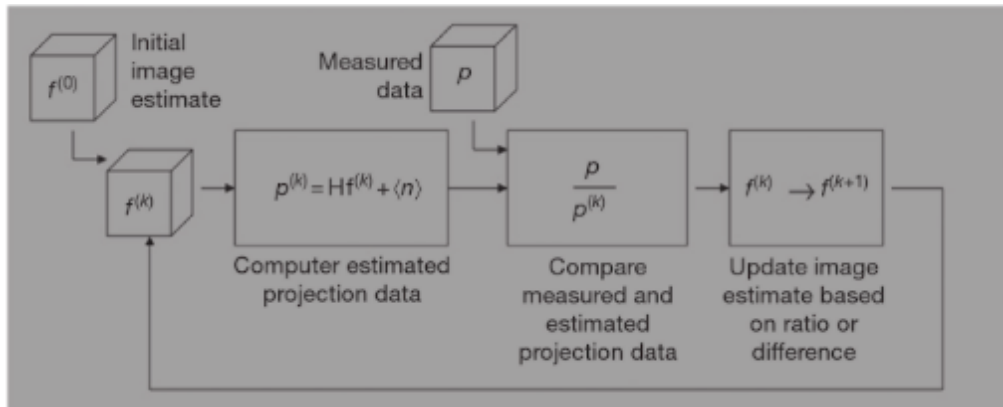 Initial
image
estimate
f^(0)
Measured
data
p
f^(k)
p^(k) = Hf^(k) + ⟨n⟩
p
p^(k)
f^(k) → f^(k+1)
Computer estimated
projection data
Compare
measured and
estimated
projection data
Update image
estimate based
on ratio or
difference